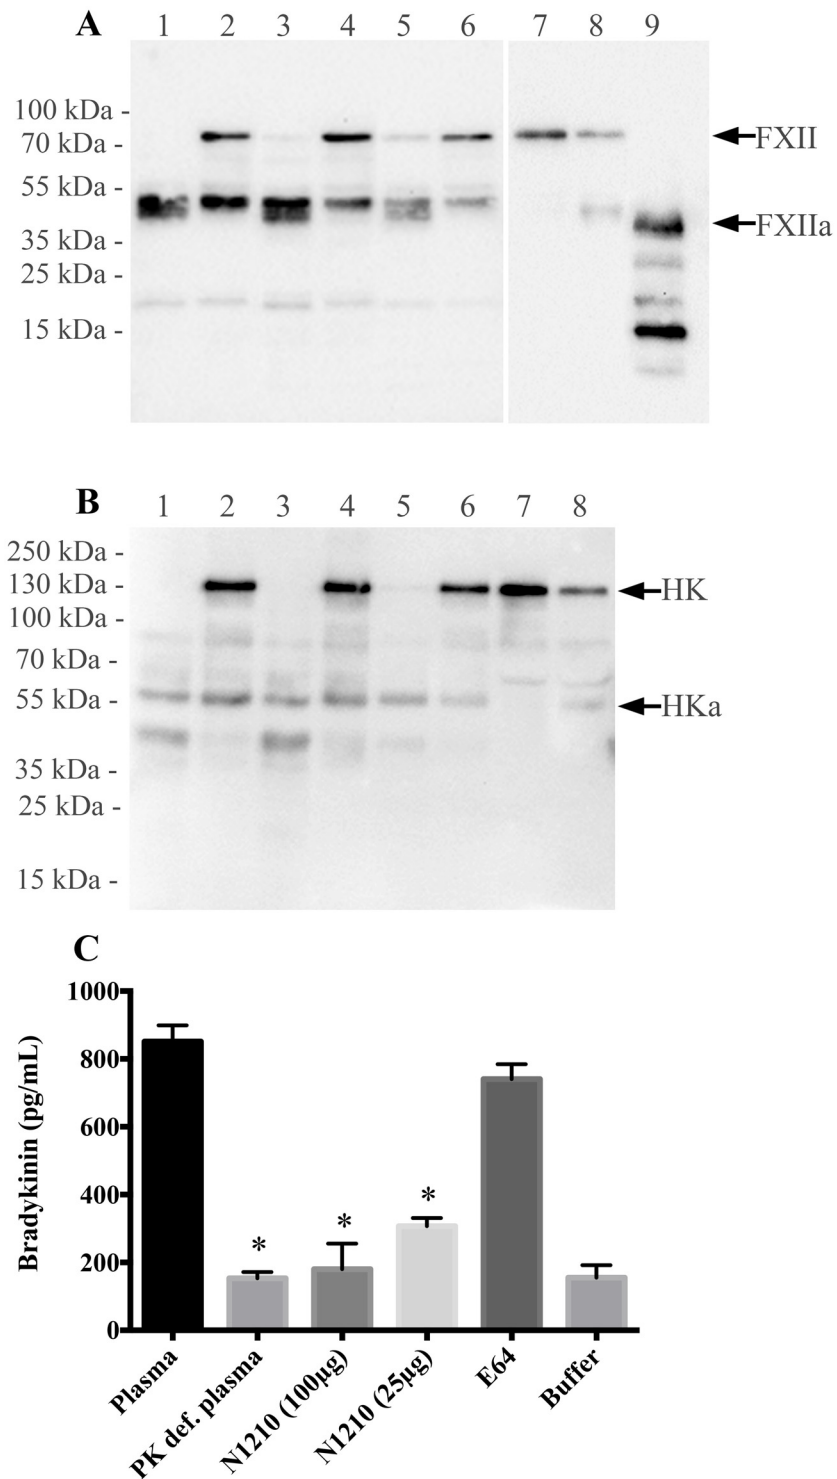 A 1 2 3 4 5 6 7 8 9
100 kDa -
70 kDa -
FXII
55 kDa -
35 kDa -
FXIIa
25 kDa -
15 kDa -
B 1 2 3 4 5 6 7 8
250 kDa -
130 kDa -
HK
100 kDa -
70 kDa -
55 kDa -
HKa
35 kDa -
25 kDa -
15 kDa -
C
1000
800
600
400
200
0
Bradykinin (pg/mL)
* * *
Plasma
PK def. plasma
N1210 (100µg)
N1210 (25µg)
E64
Buffer